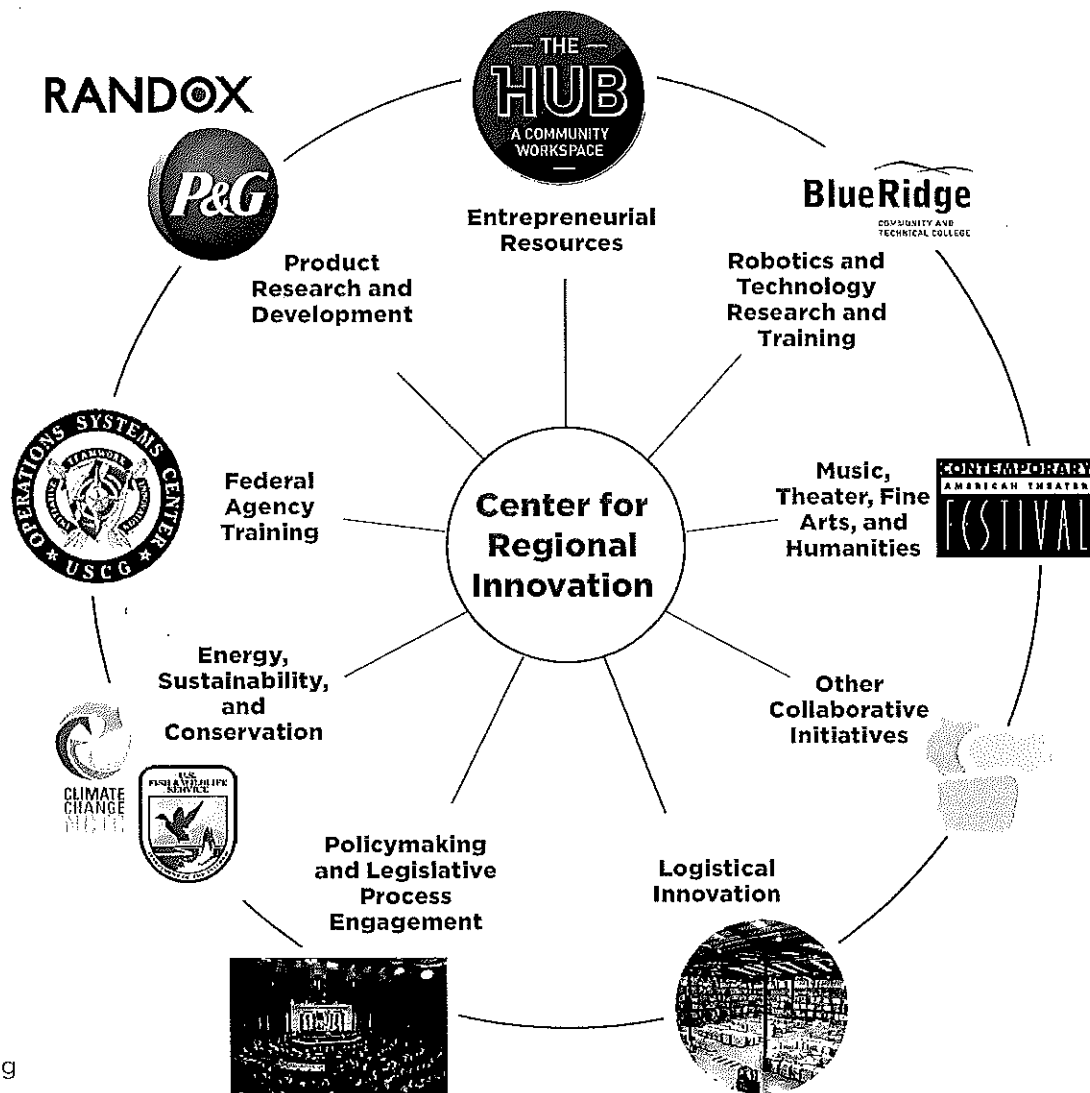 THE
HUB
A COMMUNITY
WORKSPACE
RANDOX
P&G
BlueRidge
COMMUNITY AND
TECHNICAL COLLEGE
Entrepreneurial
Resources
Product
Research and
Development
Robotics and
Technology
Research and
Training
OPERATIONS SYSTEMS CENTER
TEAMWORK
INNOVATION
INITIATIVE
USCG
Federal
Agency
Training
Center for
Regional
Innovation
Music,
Theater, Fine
Arts, and
Humanities
CONTEMPORARY
AMERICAN THEATER
FESTIVAL
Energy,
Sustainability,
and
Conservation
Other
Collaborative
Initiatives
CLIMATE
CHANGE
U.S.
FISH & WILDLIFE
SERVICE
Policymaking
and Legislative
Process
Engagement
Logistical
Innovation
g